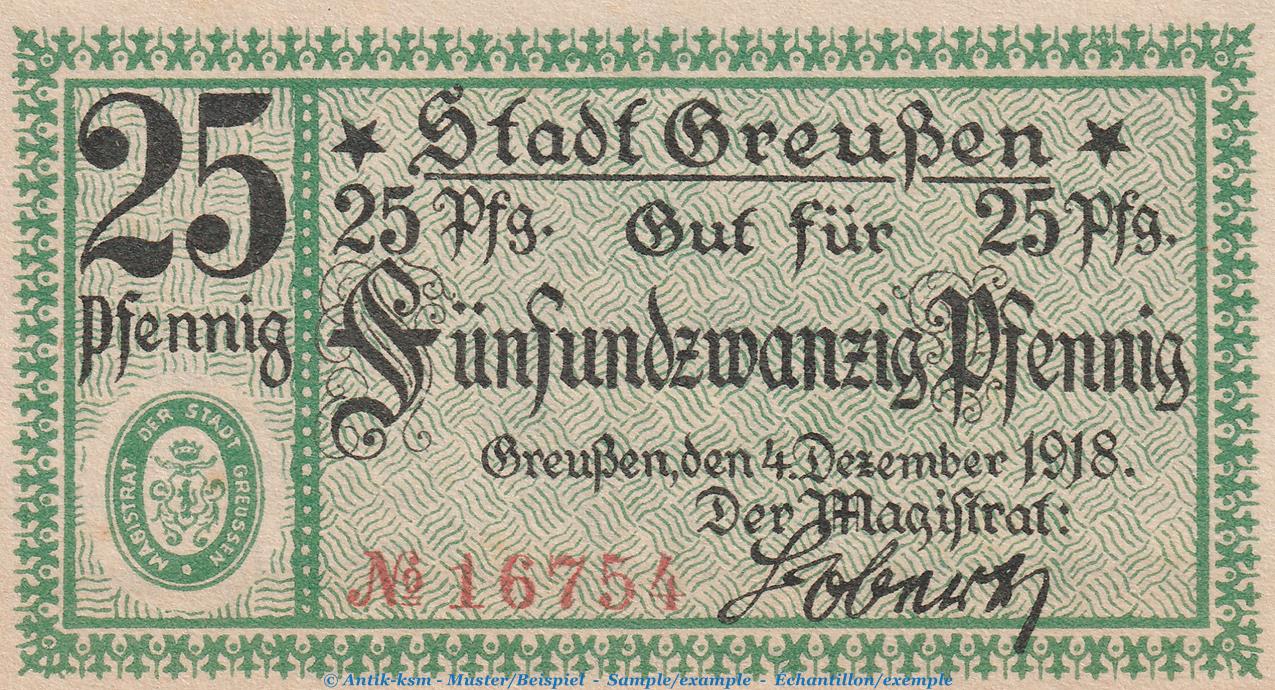 25
Pfennig
MAGISTRAT DER STADT GREUSSEN
Stadt Greußen
25 Pfg. Gut für 25 Pfg.
Fünfundzwanzig Pfennig
Greußen, den 4. Dezember 1918.
Der Magistrat:
№ 16754
© Antik-ksm - Muster/Beispiel - Sample/example - Échantillon/exemple